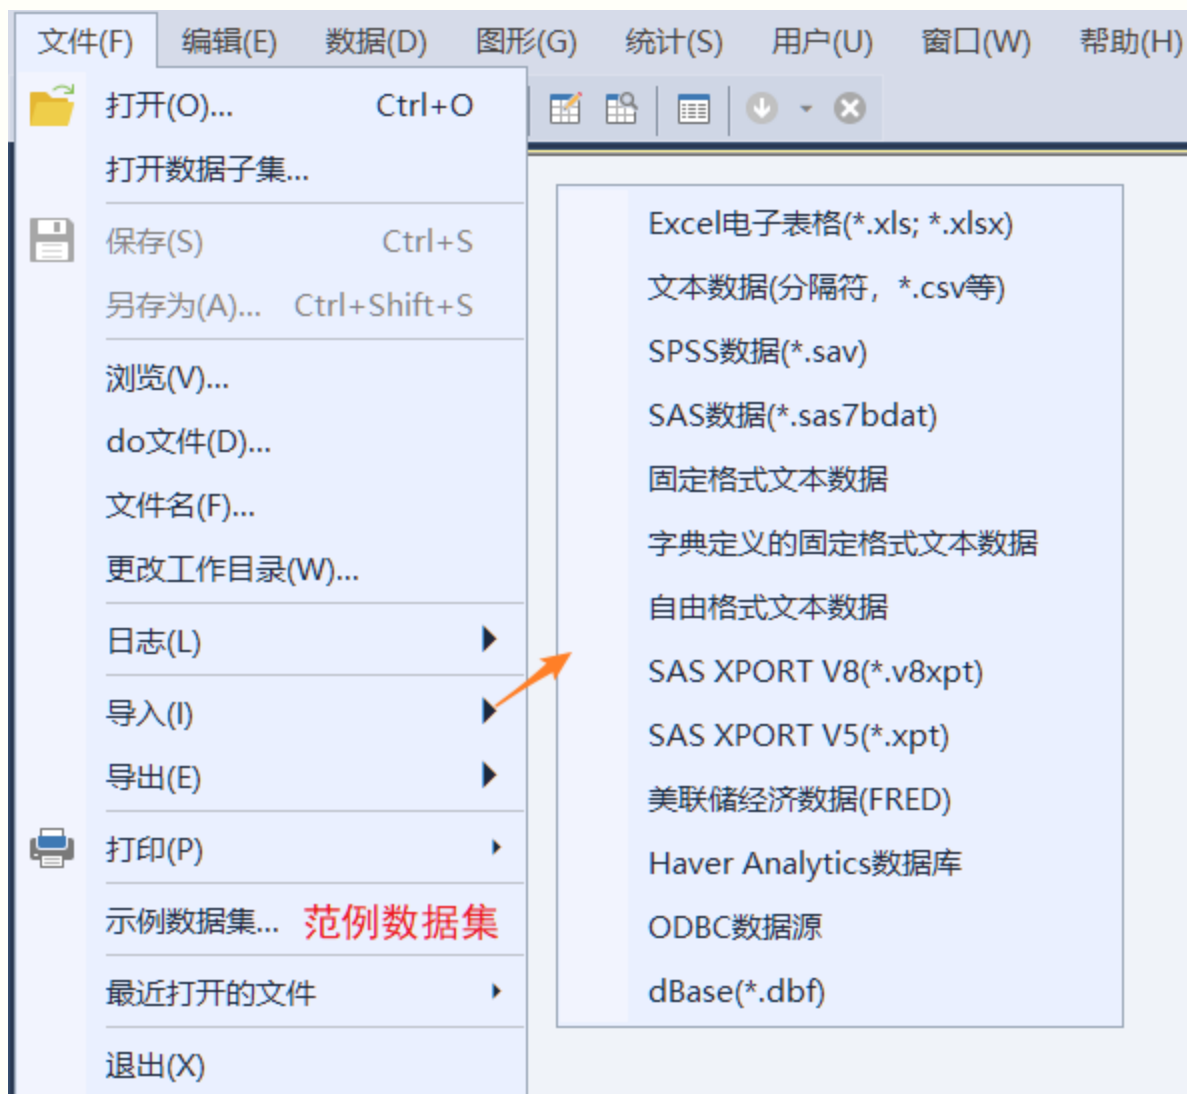 文件(F) 编辑(E) 数据(D) 图形(G) 统计(S) 用户(U) 窗口(W) 帮助(H)
打开(O)... Ctrl+O
打开数据子集...
保存(S) Ctrl+S
另存为(A)... Ctrl+Shift+S
浏览(V)...
do文件(D)...
文件名(F)...
更改工作目录(W)...
日志(L)
导入(I)
导出(E)
打印(P)
示例数据集... 范例数据集
最近打开的文件
退出(X)
Excel电子表格(*.xls; *.xlsx)
文本数据(分隔符，*.csv等)
SPSS数据(*.sav)
SAS数据(*.sas7bdat)
固定格式文本数据
字典定义的固定格式文本数据
自由格式文本数据
SAS XPORT V8(*.v8xpt)
SAS XPORT V5(*.xpt)
美联储经济数据(FRED)
Haver Analytics数据库
ODBC数据源
dBase(*.dbf)